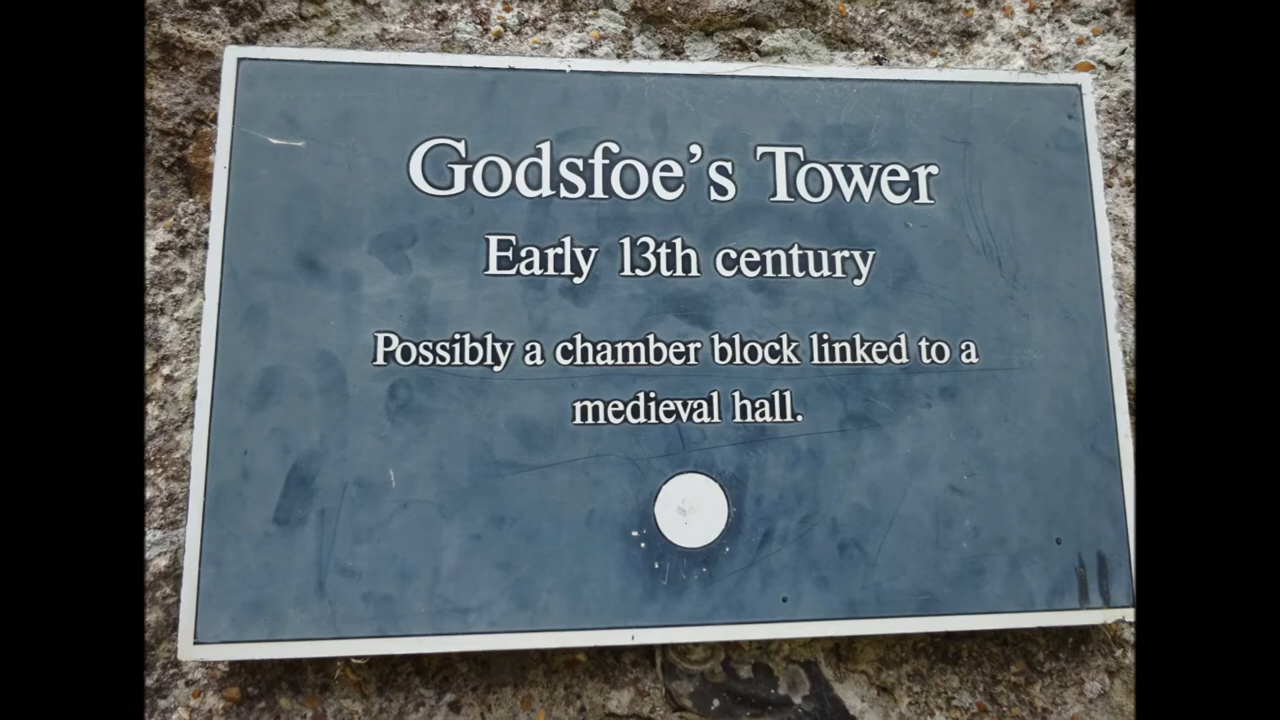 Godsfoe’s Tower
Early 13th century
Possibly a chamber block linked to a
medieval hall.